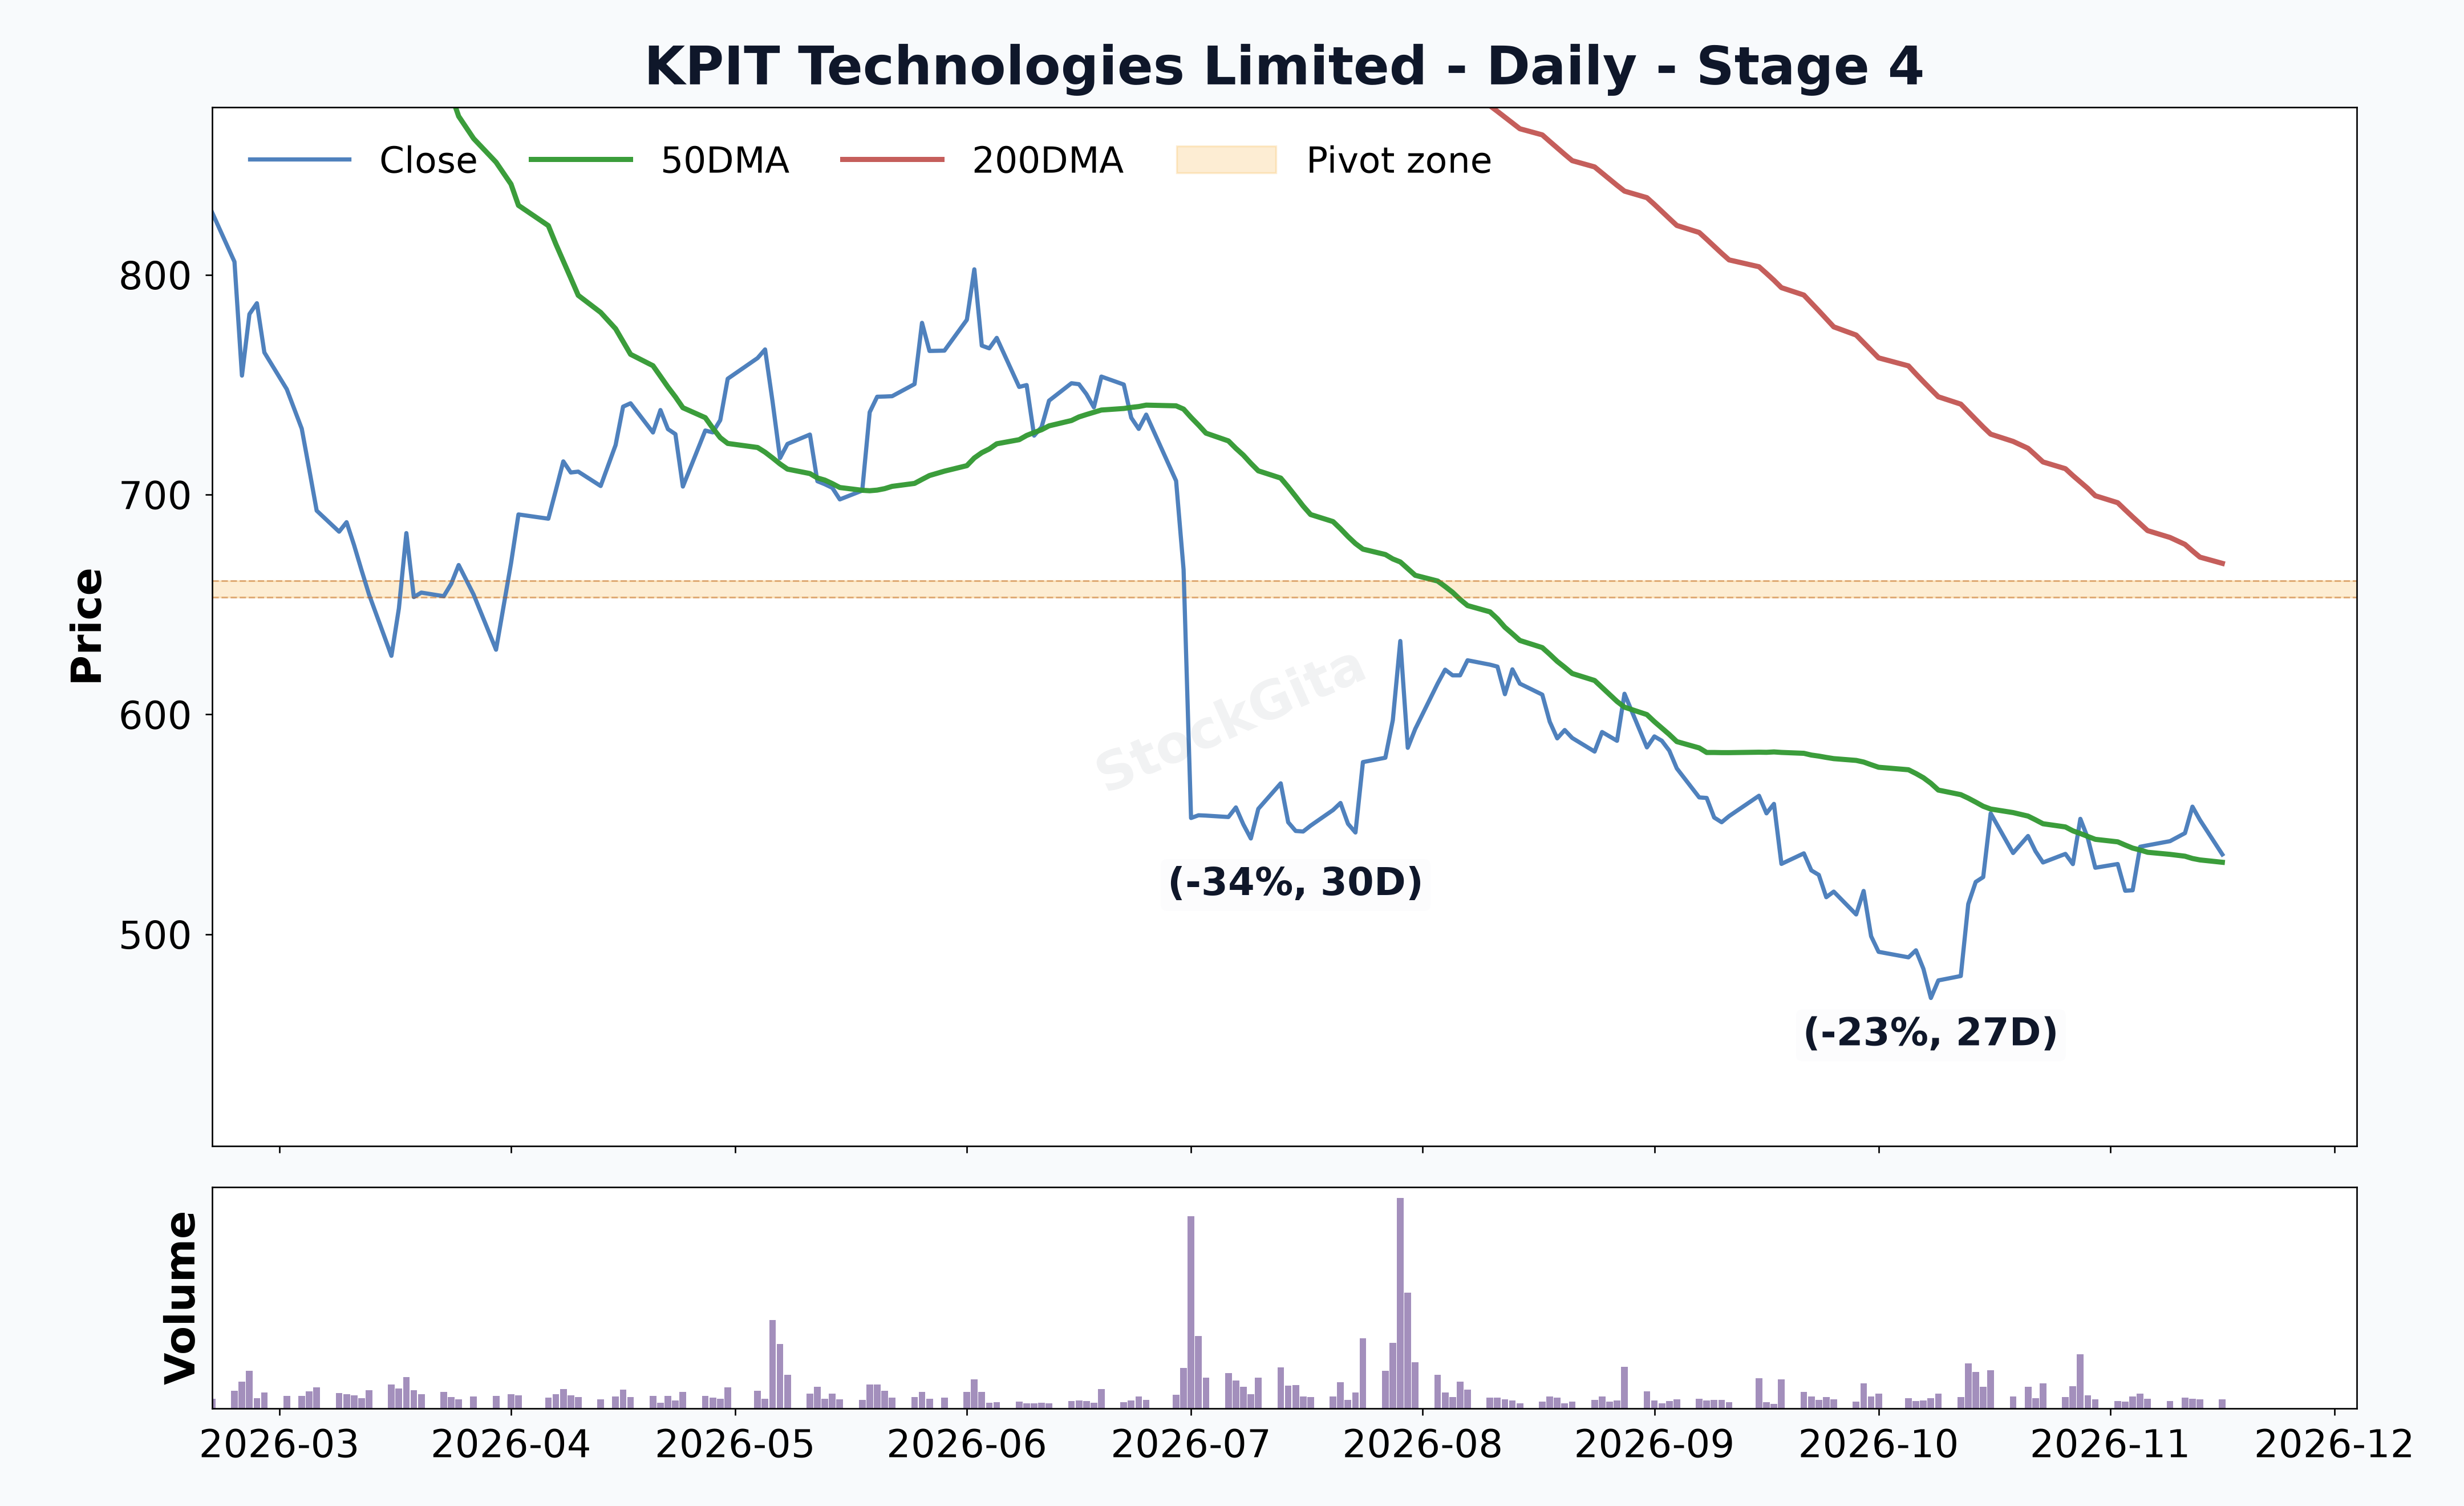 KPIT Technologies Limited - Daily - Stage 4
Close 50DMA 200DMA Pivot zone
800
700
600
500
Price
StockGita
(-34%, 30D)
(-23%, 27D)
Volume
2026-03 2026-04 2026-05 2026-06 2026-07 2026-08 2026-09 2026-10 2026-11 2026-12